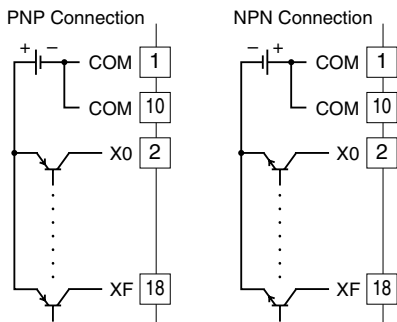 PNP Connection
+ −
COM 1
COM 10
X0 2
XF 18
NPN Connection
− +
COM 1
COM 10
X0 2
XF 18